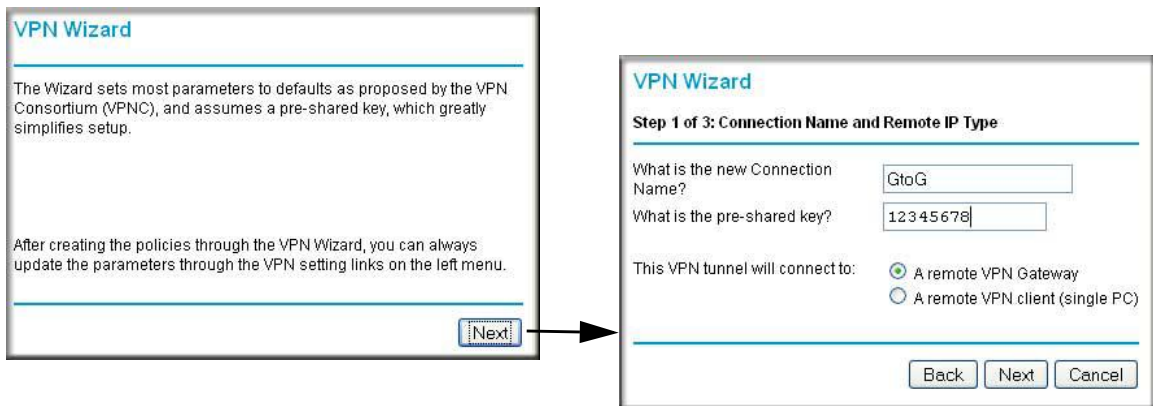 VPN Wizard
The Wizard sets most parameters to defaults as proposed by the VPN
Consortium (VPNC), and assumes a pre-shared key, which greatly
simplifies setup.
After creating the policies through the VPN Wizard, you can always
update the parameters through the VPN setting links on the left menu.
Next
VPN Wizard
Step 1 of 3: Connection Name and Remote IP Type
What is the new Connection
Name?
GtoG
What is the pre-shared key?
12345678
This VPN tunnel will connect to:
A remote VPN Gateway
A remote VPN client (single PC)
Back Next Cancel